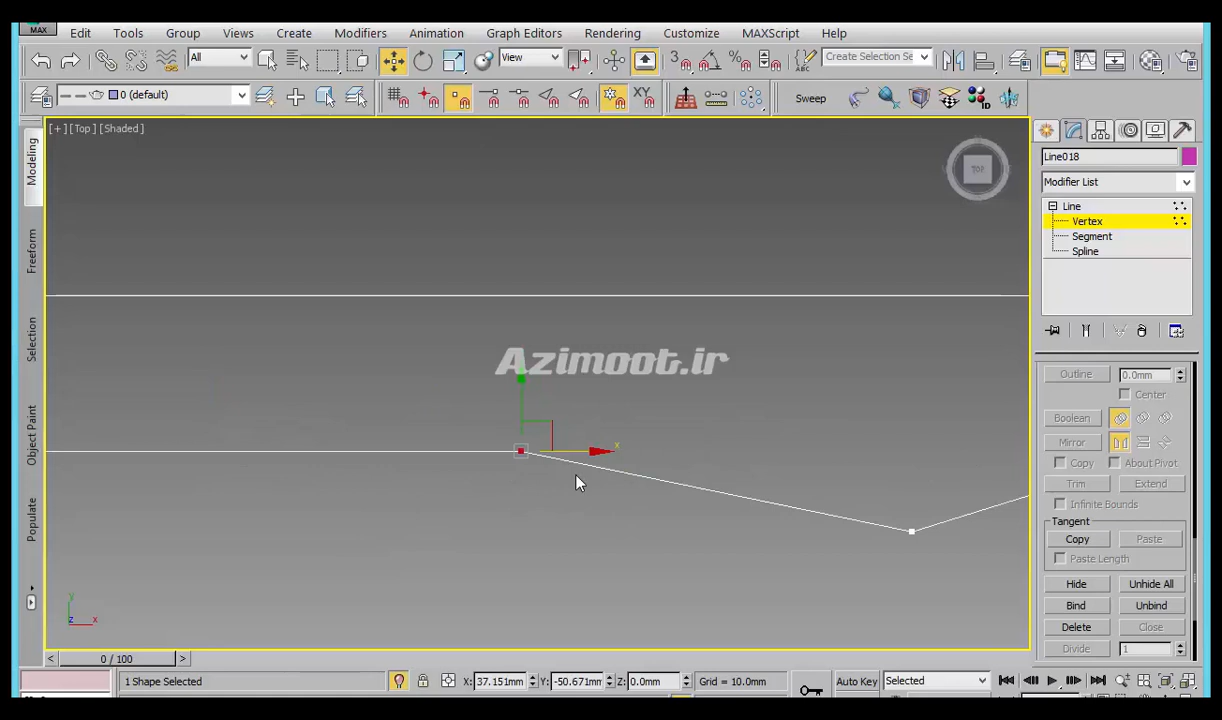 MAX
Edit Tools Group Views Create Modifiers Animation Graph Editors Rendering Customize MAXScript Help
All View Create Selection Se
0 (default) XY Sweep
[+] [Top] [Shaded]
TOP
Modeling
Freeform
Selection
Object Paint
Populate
Azimoot.ir
x
y
z x
Line018
Modifier List
Line
Vertex
Segment
Spline
Outline 0.0mm
Center
Boolean
Mirror
Copy About Pivot
Trim Extend
Infinite Bounds
Tangent
Copy Paste
Paste Length
Hide Unhide All
Bind Unbind
Delete Close
Divide 1
< 0 / 100 >
1 Shape Selected X: 37.151mm Y: -50.671mm Z: 0.0mm Grid = 10.0mm Auto Key Selected